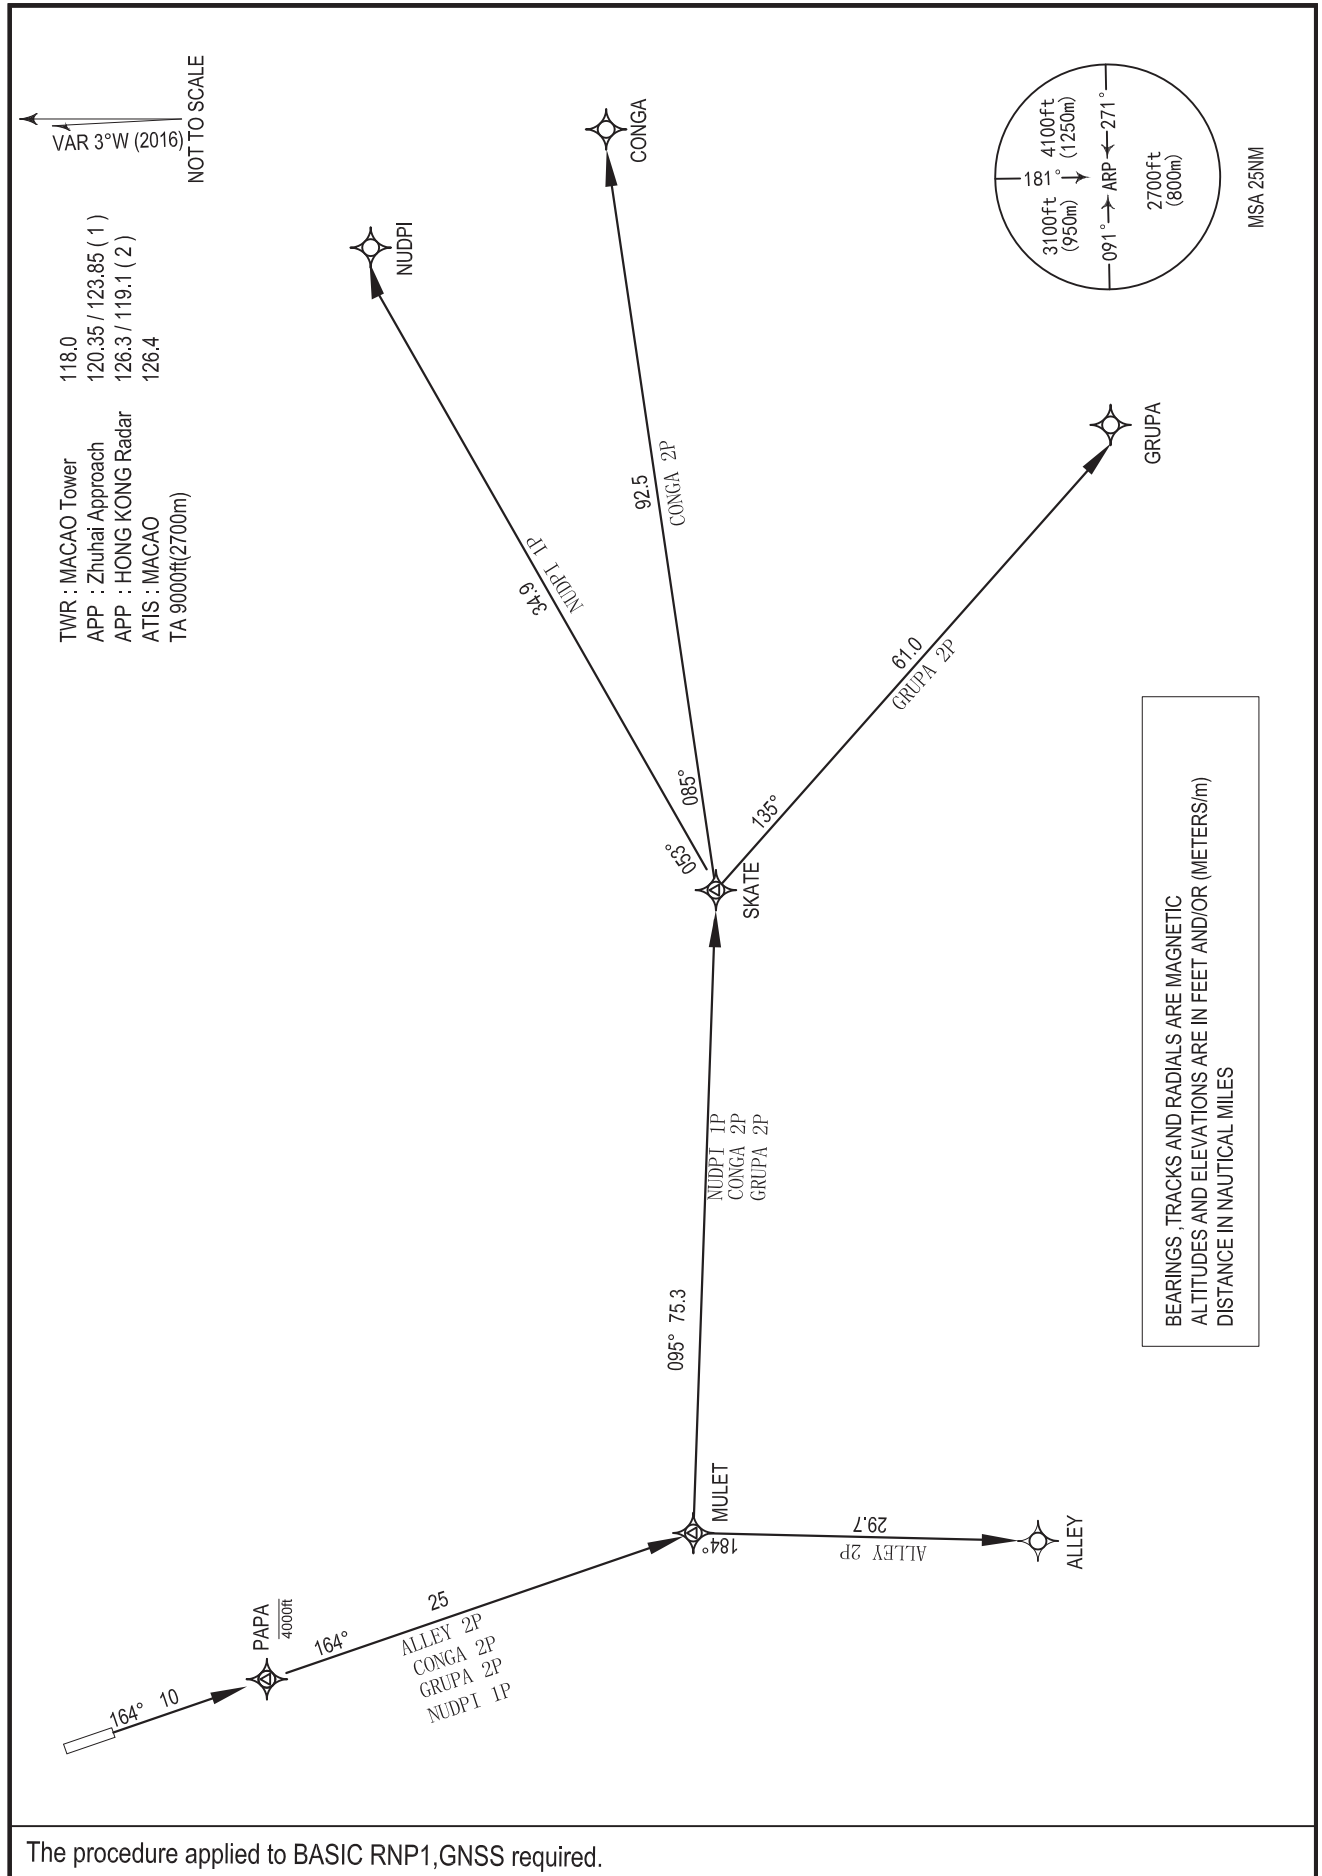 VAR 3°W (2016)
NOT TO SCALE
TWR : MACAO Tower 118.0
APP : Zhuhai Approach 120.35 / 123.85 ( 1 )
APP : HONG KONG Radar 126.3 / 119.1 ( 2 )
ATIS : MACAO 126.4
TA 9000ft(2700m)
164° 10
PAPA
4000ft
164°
25
ALLEY 2P
CONGA 2P
GRUPA 2P
NUDPI 1P
MULET
184°
29.7
ALLEY 2P
ALLEY
095° 75.3
NUDPI 1P
CONGA 2P
GRUPA 2P
SKATE
053°
34.9
NUDPI 1P
NUDPI
085°
92.5
CONGA 2P
CONGA
135°
61.0
GRUPA 2P
GRUPA
3100ft
(950m)
181°
4100ft
(1250m)
091°
ARP
271°
2700ft
(800m)
MSA 25NM
BEARINGS ,TRACKS AND RADIALS ARE MAGNETIC
ALTITUDES AND ELEVATIONS ARE IN FEET AND/OR (METERS/m)
DISTANCE IN NAUTICAL MILES
The procedure applied to BASIC RNP1,GNSS required.